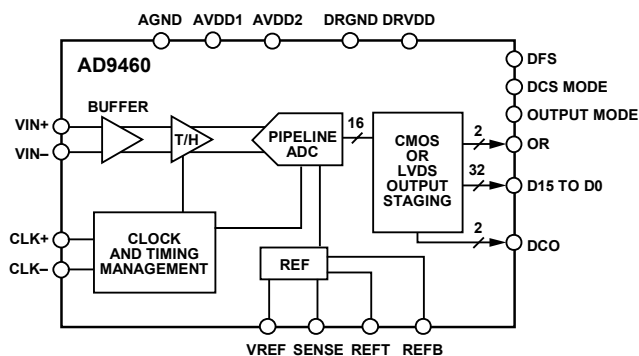 AGND AVDD1 AVDD2 DRGND DRVDD
AD9460
DFS
DCS MODE
OUTPUT MODE
BUFFER
VIN+
VIN–
T/H
PIPELINE
ADC
16
CMOS
OR
LVDS
OUTPUT
STAGING
2
OR
32
D15 TO D0
2
DCO
CLK+
CLK–
CLOCK
AND TIMING
MANAGEMENT
REF
VREF SENSE REFT REFB